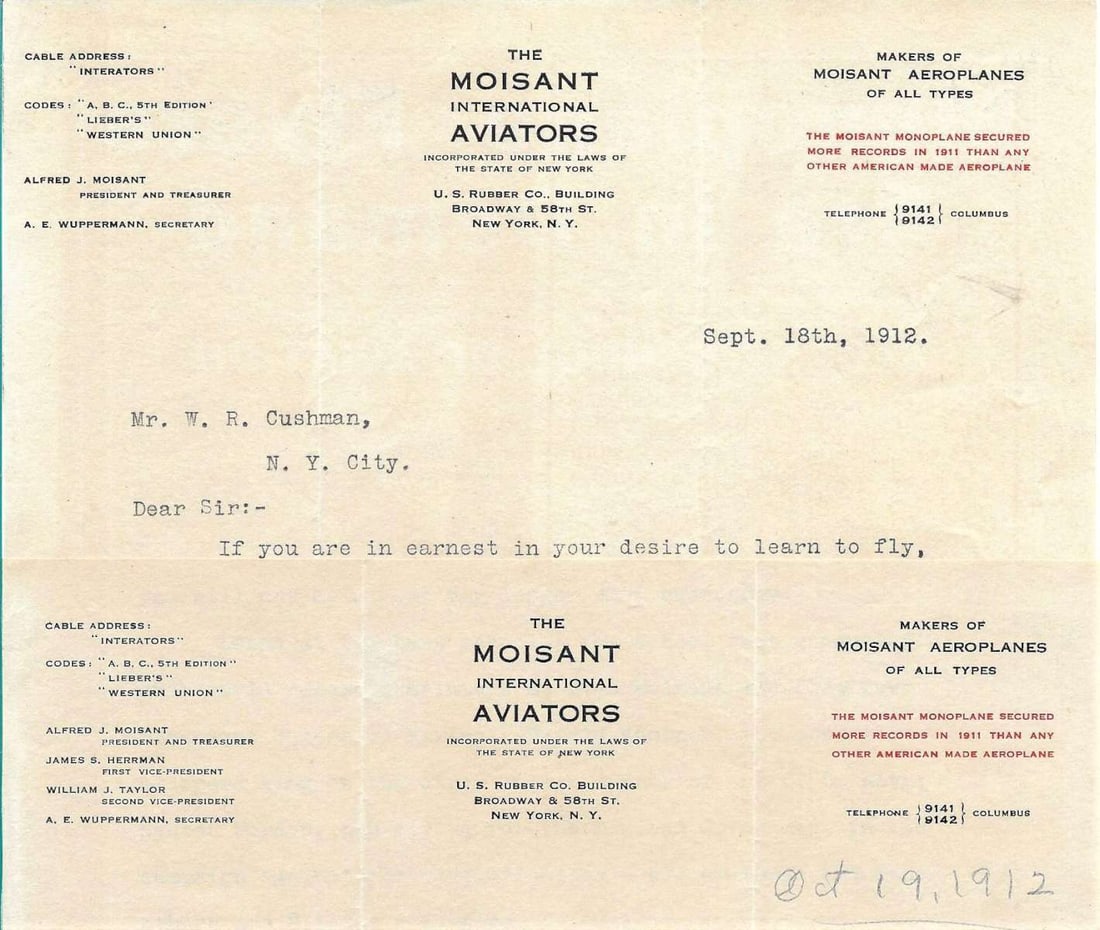 CABLE ADDRESS:
"INTERATORS"
CODES: "A, B, C., 5TH EDITION'
"LIEBER'S"
"WESTERN UNION"
ALFRED J. MOISANT
PRESIDENT AND TREASURER
A. E. WUPPERMANN, SECRETARY
THE
MOISANT
INTERNATIONAL
AVIATORS
INCORPORATED UNDER THE LAWS OF
THE STATE OF NEW YORK
U. S. RUBBER CO., BUILDING
BROADWAY & 58TH ST.
NEW YORK, N. Y.
MAKERS OF
MOISANT AEROPLANES
OF ALL TYPES
THE MOISANT MONOPLANE SECURED
MORE RECORDS IN 1911 THAN ANY
OTHER AMERICAN MADE AEROPLANE
TELEPHONE {9141 9142} COLUMBUS
Sept. 18th, 1912.
Mr. W. R. Cushman,
N. Y. City.
Dear Sir:-
If you are in earnest in your desire to learn to fly,
CABLE ADDRESS:
"INTERATORS"
CODES: "A. B. C., 5TH EDITION"
"LIEBER'S"
"WESTERN UNION"
ALFRED J. MOISANT
PRESIDENT AND TREASURER
JAMES S. HERRMAN
FIRST VICE-PRESIDENT
WILLIAM J. TAYLOR
SECOND VICE-PRESIDENT
A. E. WUPPERMANN, SECRETARY
THE
MOISANT
INTERNATIONAL
AVIATORS
INCORPORATED UNDER THE LAWS OF
THE STATE OF NEW YORK
U. S. RUBBER CO. BUILDING
BROADWAY & 58TH ST.
NEW YORK, N. Y.
MAKERS OF
MOISANT AEROPLANES
OF ALL TYPES
THE MOISANT MONOPLANE SECURED
MORE RECORDS IN 1911 THAN ANY
OTHER AMERICAN MADE AEROPLANE
TELEPHONE {9141 9142} COLUMBUS
Oct 19, 1912